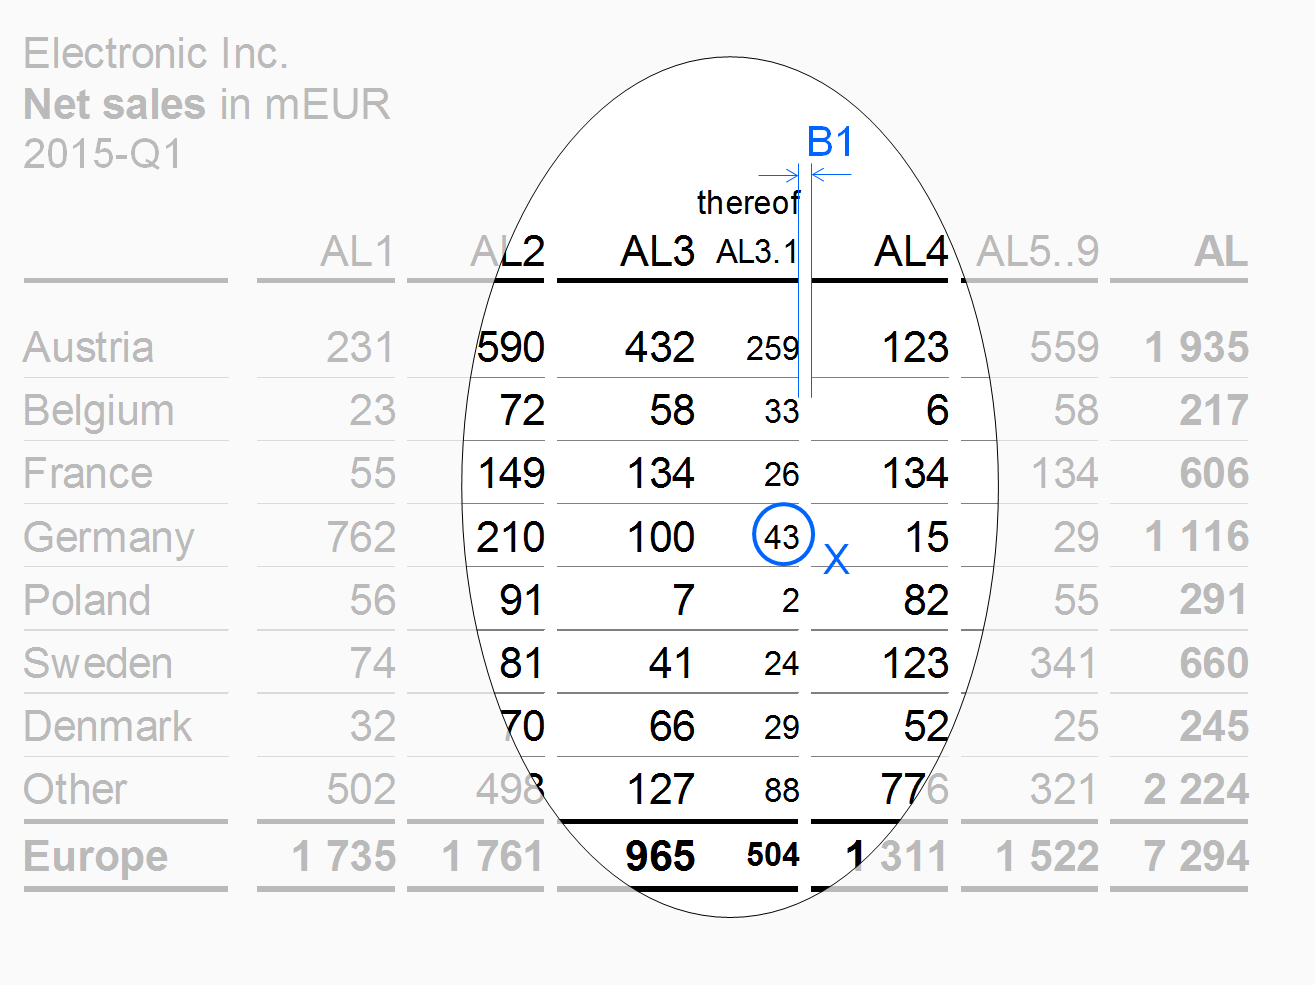 Electronic Inc.
Net sales in mEUR
2015-Q1
B1
thereof
AL1 AL2 AL3 AL3.1 AL4 AL5..9 AL
Austria 231 590 432 259 123 559 1 935
Belgium 23 72 58 33 6 58 217
France 55 149 134 26 134 134 606
Germany 762 210 100 43 15 29 1 116
X
Poland 56 91 7 2 82 55 291
Sweden 74 81 41 24 123 341 660
Denmark 32 70 66 29 52 25 245
Other 502 498 127 88 776 321 2 224
Europe 1 735 1 761 965 504 1 311 1 522 7 294